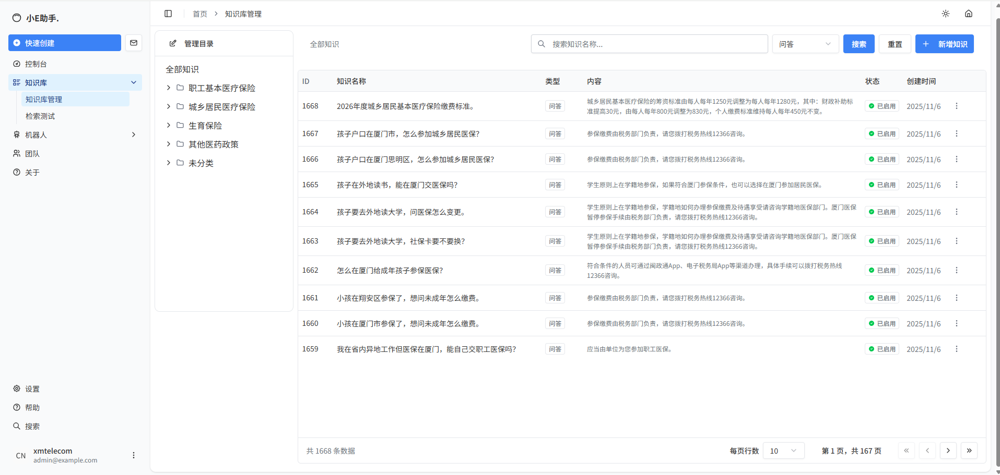 小E助手.
快速创建
控制台
知识库
知识库管理
检索测试
机器人
团队
关于
设置
帮助
搜索
CN
xmtelecom
admin@example.com
首页
知识库管理
管理目录
全部知识
职工基本医疗保险
城乡居民医疗保险
生育保险
其他医药政策
未分类
全部知识
搜索知识名称...
问答
搜索
重置
新增知识
ID 知识名称 类型 内容 状态 创建时间
1668 2026年度城乡居民基本医疗保险缴费标准。 问答 城乡居民基本医疗保险的筹资标准由每人每年1250元调整为每人每年1280元，其中：财政补助标 已启用 2025/11/6
准提高30元，由每人每年800元调整为830元，个人缴费标准维持每人每年450元不变。
1667 孩子户口在厦门市，怎么参加城乡居民医保？ 问答 参保缴费由税务部门负责，请您拨打税务热线12366咨询。 已启用 2025/11/6
1666 孩子户口在厦门思明区，怎么参加城乡居民医保？ 问答 参保缴费由税务部门负责，请您拨打税务热线12366咨询。 已启用 2025/11/6
1665 孩子在外地读书，能在厦门交医保吗？ 问答 学生原则上在学籍地参保，如果符合厦门参保条件，也可以选择在厦门参加居民医保。 已启用 2025/11/6
1664 孩子要去外地读大学，问医保怎么变更。 问答 学生原则上在学籍地参保，学籍地如何办理参保缴费及待遇享受请咨询学籍地医保部门。厦门医保 已启用 2025/11/6
暂停参保手续由税务部门负责，请您拨打税务热线12366咨询。
1663 孩子要去外地读大学，社保卡要不要换？ 问答 学生原则上在学籍地参保，学籍地如何办理参保缴费及待遇享受请咨询学籍地医保部门。厦门医保 已启用 2025/11/6
暂停参保手续由税务部门负责，请您拨打税务热线12366咨询。
1662 怎么在厦门给成年孩子参保医保？ 问答 符合条件的人员可通过闽政通App、电子税务局App等渠道办理，具体手续可以拨打税务热线 已启用 2025/11/6
12366咨询。
1661 小孩在翔安区参保了，想问未成年怎么缴费。 问答 参保缴费由税务部门负责，请您拨打税务热线12366咨询。 已启用 2025/11/6
1660 小孩在厦门市参保了，想问未成年怎么缴费。 问答 参保缴费由税务部门负责，请您拨打税务热线12366咨询。 已启用 2025/11/6
1659 我在省内异地工作但医保在厦门，能自己交职工医保吗？ 问答 应当由单位为您参加职工医保。 已启用 2025/11/6
共 1668 条数据
每页行数 10 第 1 页，共 167 页